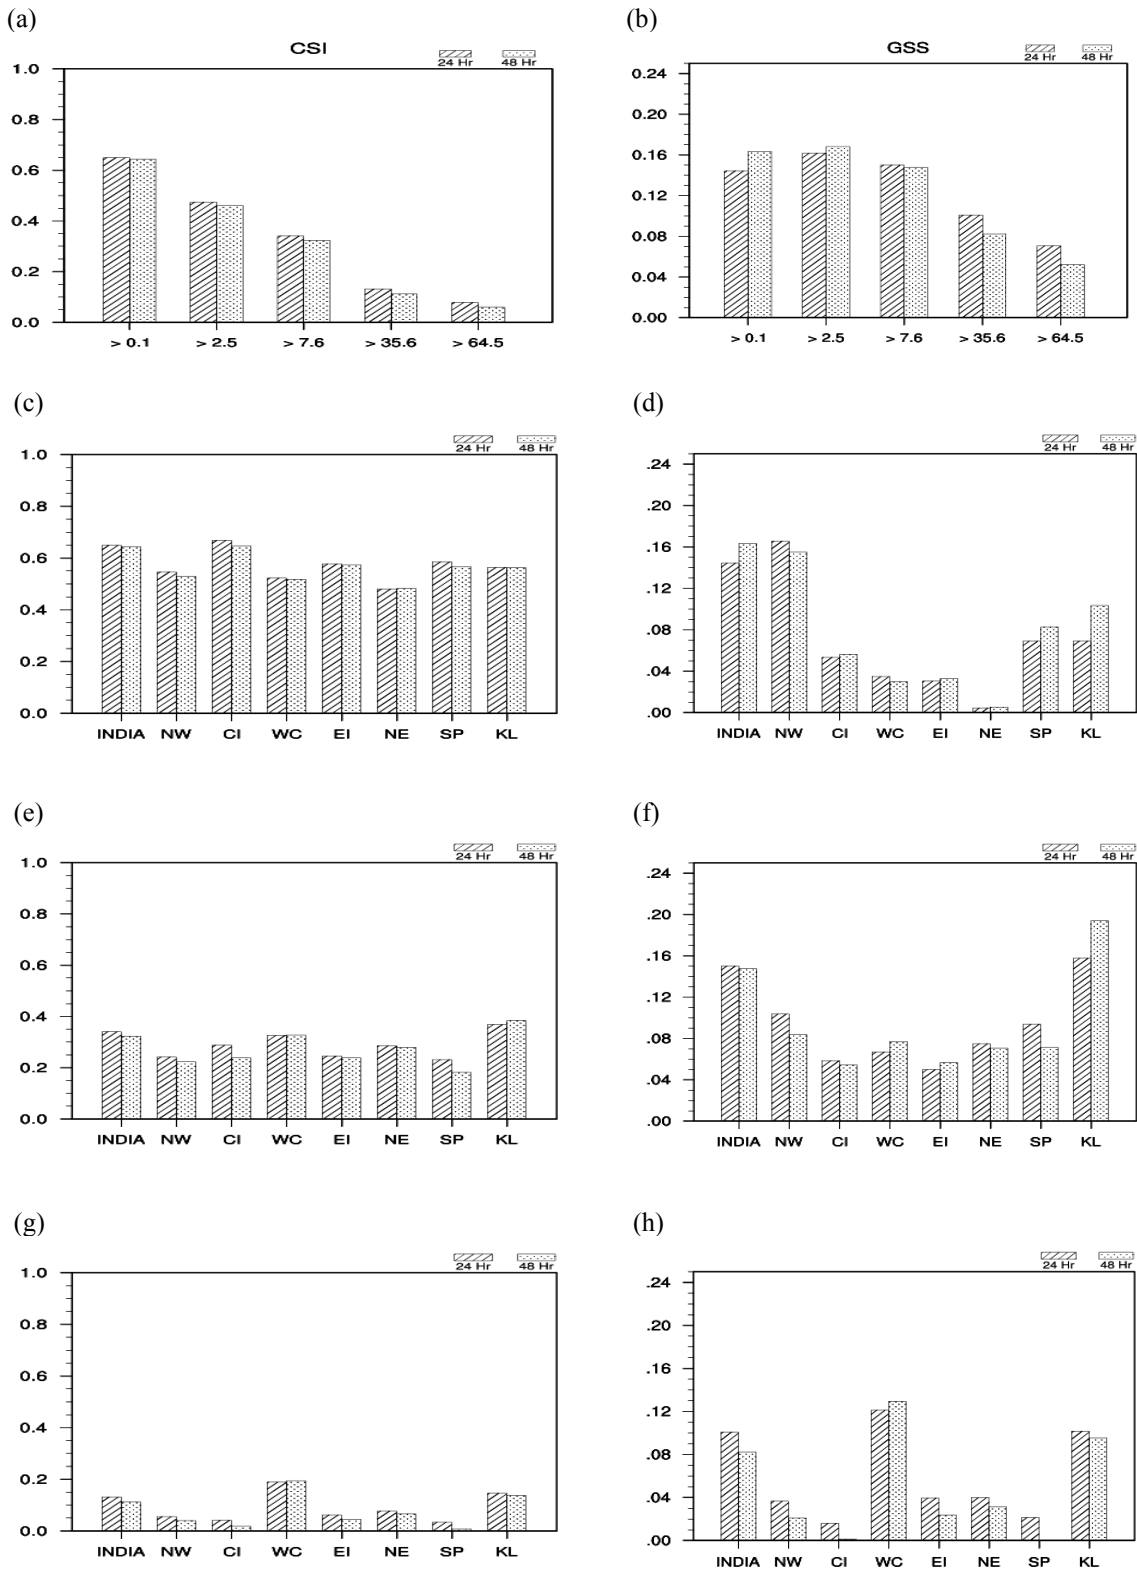 (a)
(b)
CSI
24 Hr 48 Hr
1.0
0.8
0.6
0.4
0.2
0.0
> 0.1 > 2.5 > 7.6 > 35.6 > 64.5
GSS
24 Hr 48 Hr
0.24
0.20
0.16
0.12
0.08
0.04
0.00
> 0.1 > 2.5 > 7.6 > 35.6 > 64.5
(c)
(d)
24 Hr 48 Hr
1.0
0.8
0.6
0.4
0.2
0.0
INDIA NW CI WC EI NE SP KL
24 Hr 48 Hr
.24
.20
.16
.12
.08
.04
.00
INDIA NW CI WC EI NE SP KL
(e)
(f)
24 Hr 48 Hr
1.0
0.8
0.6
0.4
0.2
0.0
INDIA NW CI WC EI NE SP KL
24 Hr 48 Hr
.24
.20
.16
.12
.08
.04
.00
INDIA NW CI WC EI NE SP KL
(g)
(h)
24 Hr 48 Hr
1.0
0.8
0.6
0.4
0.2
0.0
INDIA NW CI WC EI NE SP KL
24 Hr 48 Hr
.24
.20
.16
.12
.08
.04
.00
INDIA NW CI WC EI NE SP KL